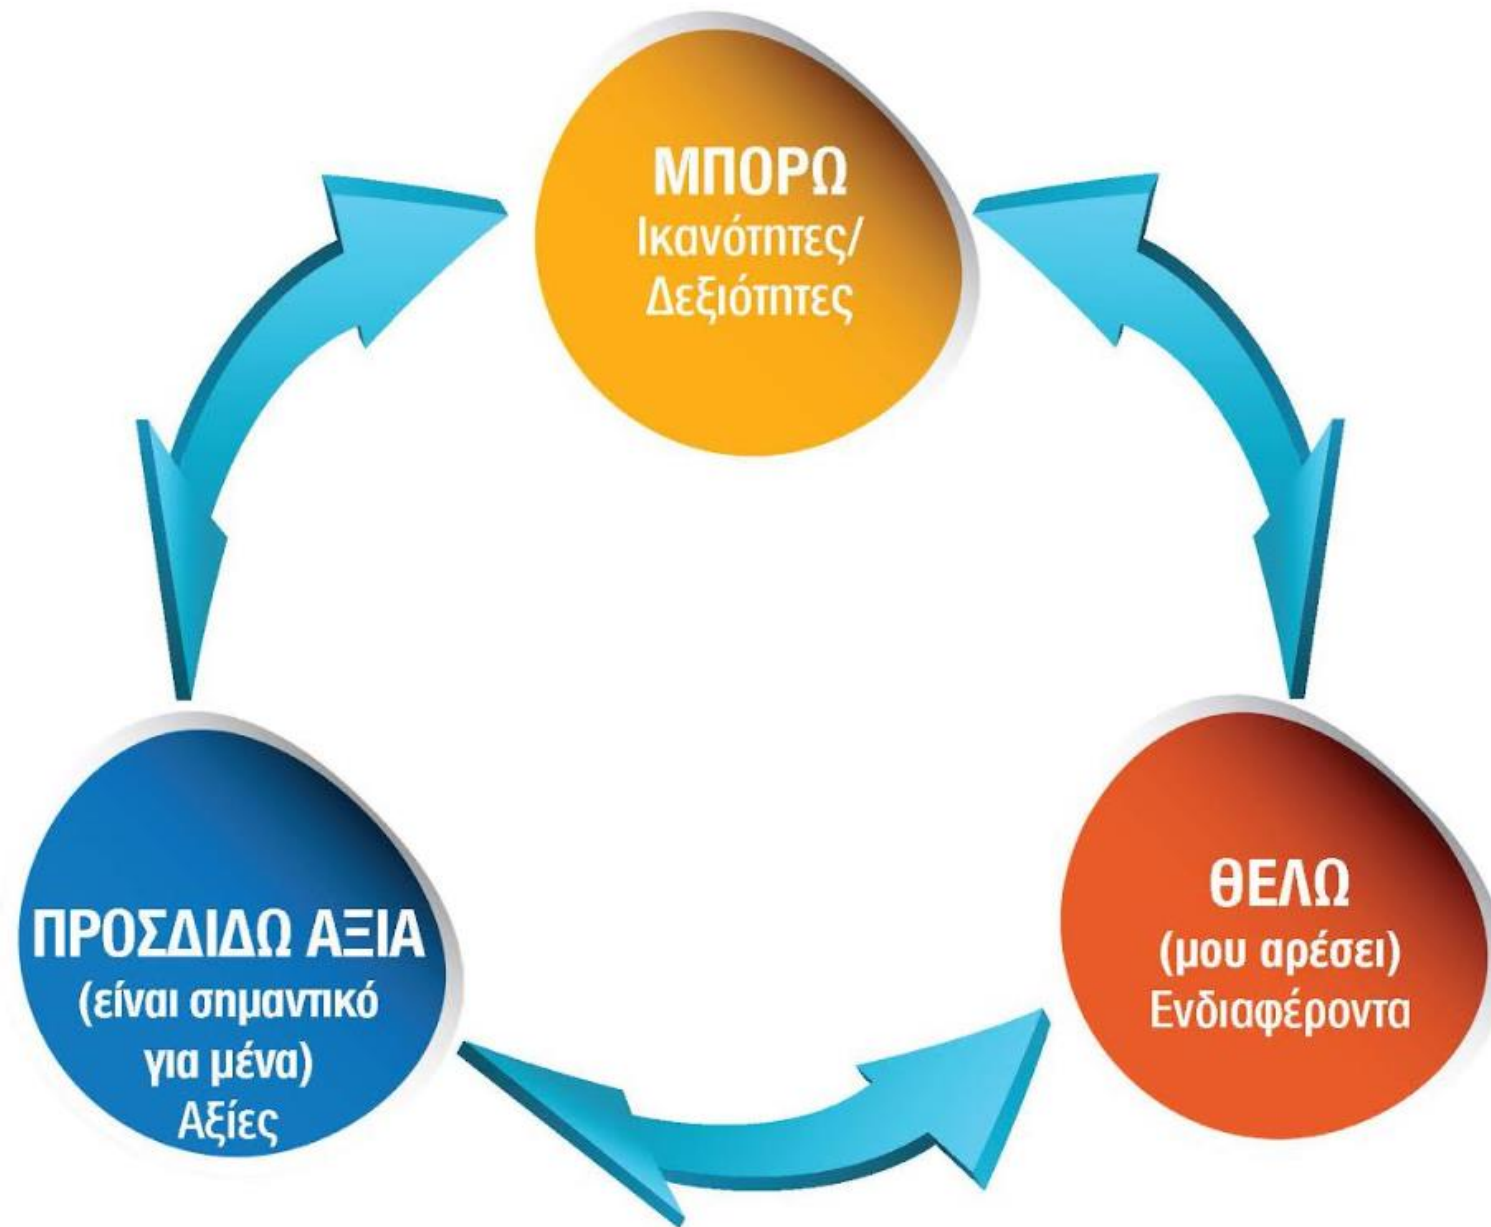 ΜΠΟΡΩ
Ικανότητες/
Δεξιότητες
ΠΡΟΣΔΙΔΩ ΑΞΙΑ
(είναι σημαντικό
για μένα)
Αξίες
ΘΕΛΩ
(μου αρέσει)
Ενδιαφέροντα